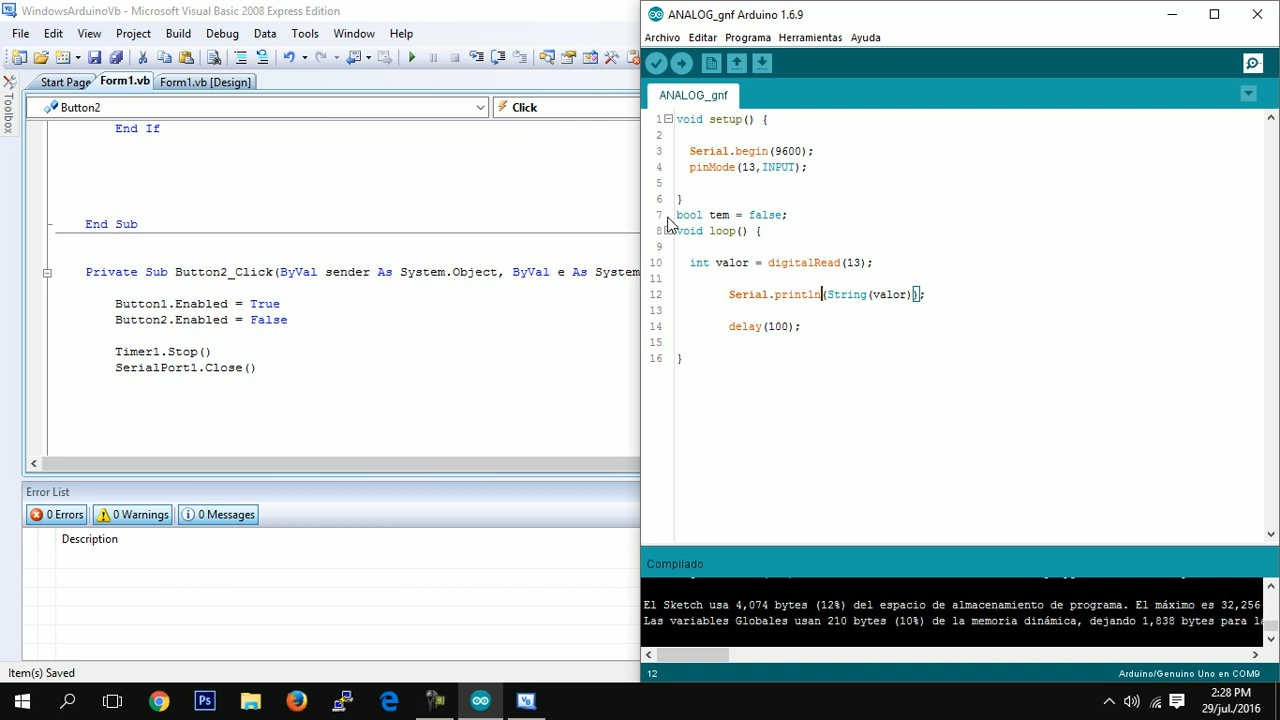 WindowsArduinoVb - Microsoft Visual Basic 2008 Express Edition
File Edit View Project Build Debug Data Tools Window Help
Start Page Form1.vb Form1.vb [Design]
Toolbox
Button2 Click
End If
End Sub
Private Sub Button2_Click(ByVal sender As System.Object, ByVal e As System
Button1.Enabled = True
Button2.Enabled = False
Timer1.Stop()
SerialPort1.Close()
Error List
0 Errors 0 Warnings 0 Messages
Description
Item(s) Saved
ANALOG_gnf Arduino 1.6.9
Archivo Editar Programa Herramientas Ayuda
ANALOG_gnf
1 void setup() {
2
3 Serial.begin(9600);
4 pinMode(13,INPUT);
5
6 }
7 bool tem = false;
8 void loop() {
9
10 int valor = digitalRead(13);
11
12 Serial.println(String(valor));
13
14 delay(100);
15
16 }
Compilado
El Sketch usa 4,074 bytes (12%) del espacio de almacenamiento de programa. El máximo es 32,256
Las variables Globales usan 210 bytes (10%) de la memoria dinámica, dejando 1,838 bytes para
12 Arduino/Genuino Uno en COM9
Ps VB
2:28 PM
29/jul./2016